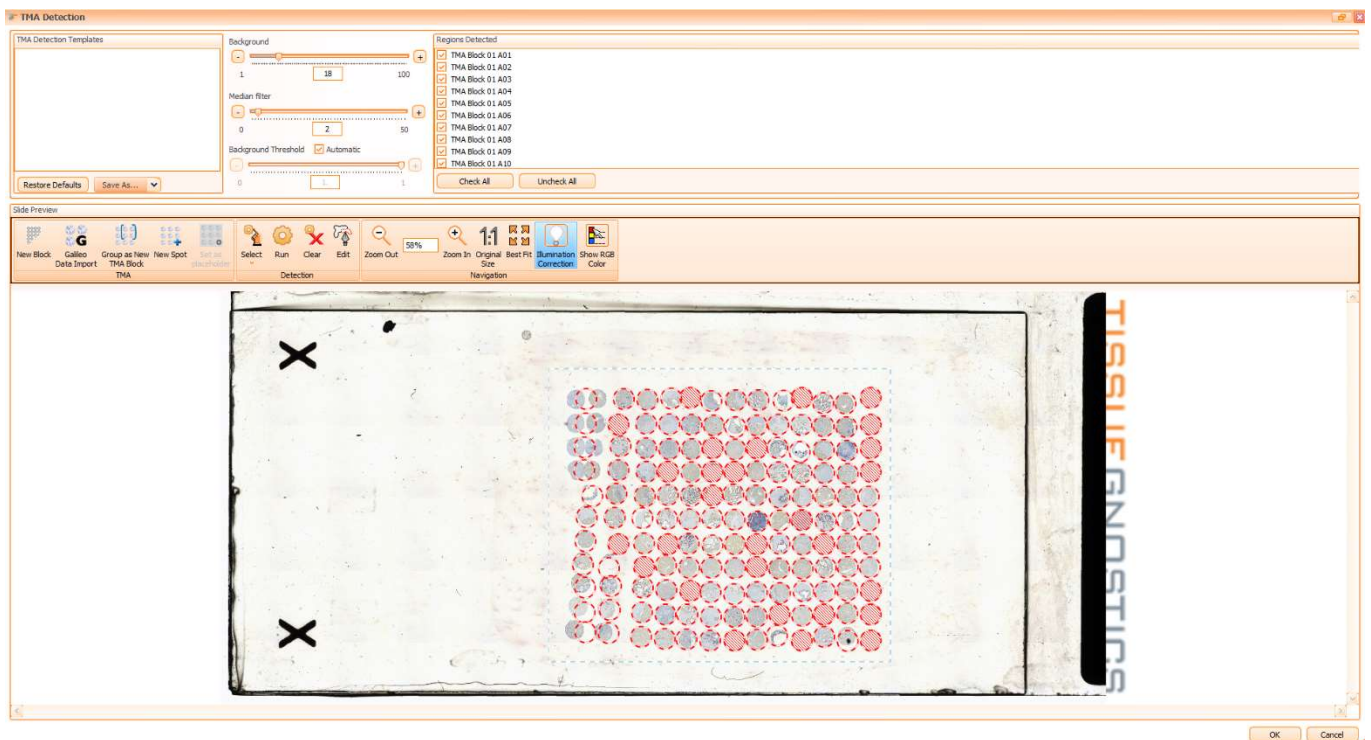 TMA Detection
TMA Detection Templates
Restore Defaults
Save As...
Background
-
+
1
18
100
Median filter
-
+
0
2
50
Background Threshold
Automatic
-
+
0
1
1
Regions Detected
TMA Block 01 A01
TMA Block 01 A02
TMA Block 01 A03
TMA Block 01 A04
TMA Block 01 A05
TMA Block 01 A06
TMA Block 01 A07
TMA Block 01 A08
TMA Block 01 A09
TMA Block 01 A10
Check All
Uncheck All
Slide Preview
New Block
G
Galileo
Data Import
Group as New
TMA Block
New Spot
Set as
placeholder
TMA
Select
Run
Clear
Edit
Detection
Zoom Out
58%
Zoom In
1:1
Original
Size
Best Fit
Illumination
Correction
Show RGB
Color
Navigation
X
X
TISSUE GNOSTICS
OK
Cancel